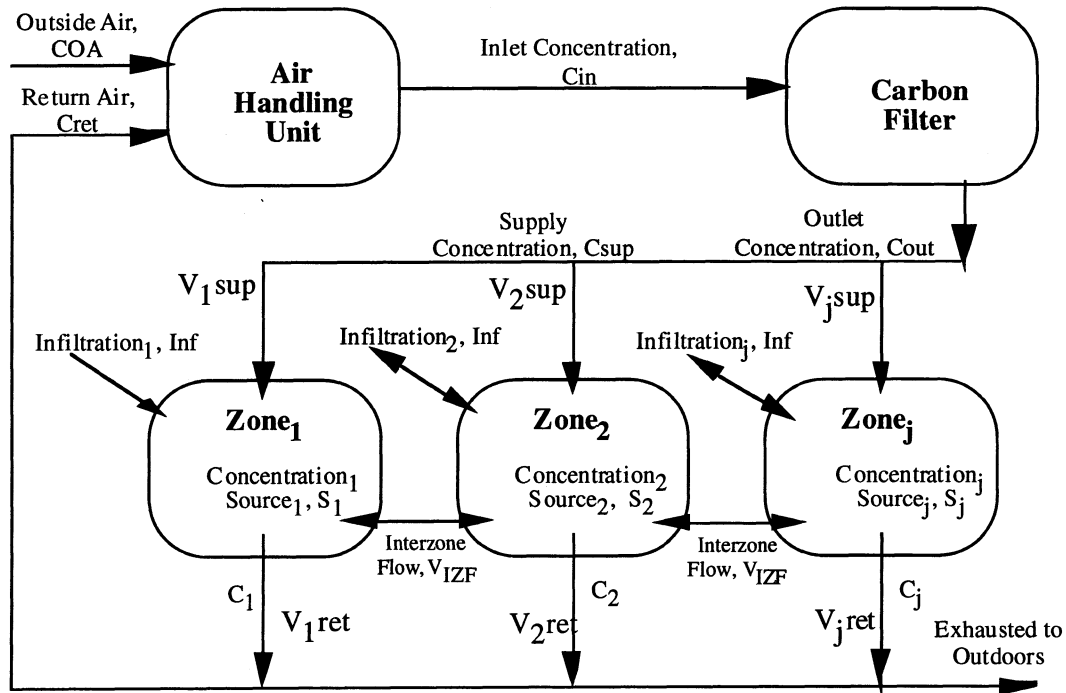 Outside Air,
COA
Return Air,
Cret
Air
Handling
Unit
Inlet Concentration,
Cin
Carbon
Filter
Supply
Concentration, Csup
Outlet
Concentration, Cout
V1sup
V2sup
Vjsup
Infiltration1, Inf
Infiltration2, Inf
Infiltrationj, Inf
Zone1
Concentration1
Source1, S1
Zone2
Concentration2
Source2, S2
Zonej
Concentrationj
Sourcej, Sj
Interzone
Flow, VIZF
Interzone
Flow, VIZF
C1
V1ret
C2
V2ret
Cj
Vjret
Exhausted to
Outdoors